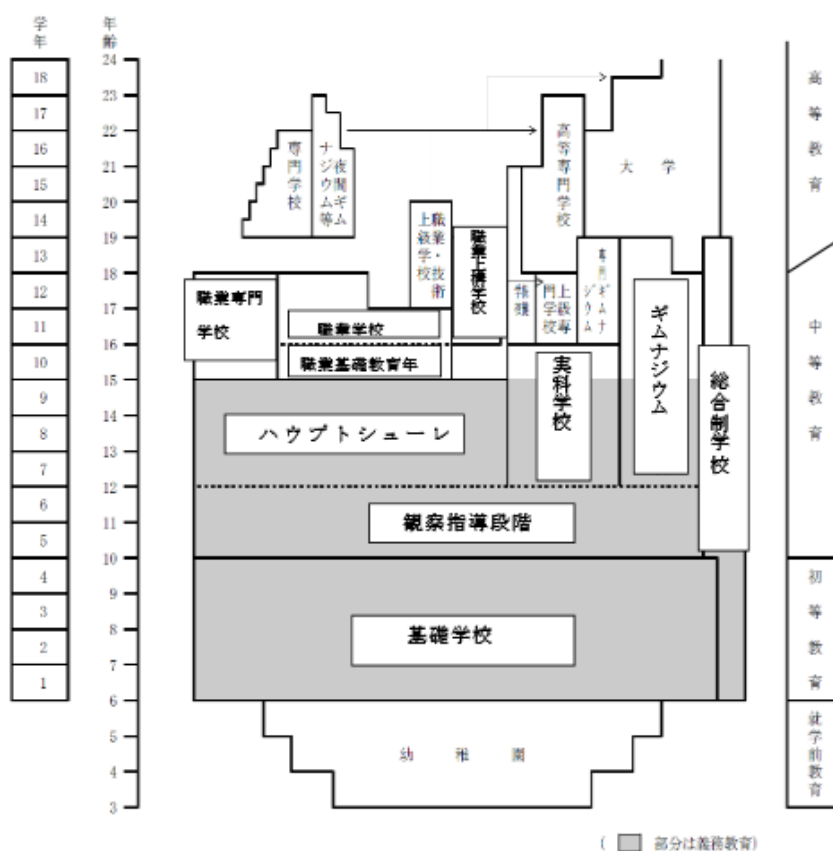 学年
年齢
18
17
16
15
14
13
12
11
10
9
8
7
6
5
4
3
2
1
24
23
22
21
20
19
18
17
16
15
14
13
12
11
10
9
8
7
6
5
4
3
専門学校
夜間ギム
ナジウム等
職業・技術
上級学校
高等専門学校
大学
職業専門
学校
職業学校
職業基礎教育年
上級専
門学校
専門ギムナ
ジウム
ギムナジウム
実科学校
総合制学校
ハウプトシューレ
観察指導段階
基礎学校
幼稚園
高等教育
中等教育
初等教育
就学前教育
( 部分は義務教育)